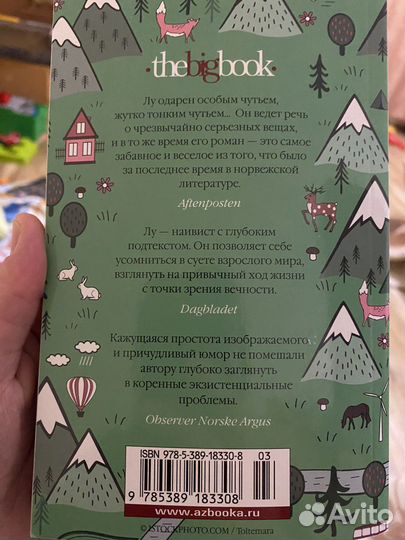 ·thebigbook·
Лу одарен особым чутьем,
жутко тонким чутьем... Он ведет речь
о чрезвычайно серьезных вещах,
и в то же время его роман — это самое
забавное и веселое из того, что было
за последнее время в норвежской
литературе.
Aftenposten
Лу — наивист с глубоким
подтекстом. Он позволяет себе
усомниться в суете взрослого мира,
взглянуть на привычный ход жизни
с точки зрения вечности.
Dagbladet
Кажущаяся простота изображаемого
и причудливый юмор не помешали
автору глубоко заглянуть
в коренные экзистенциальные
проблемы.
Observer Norske Argus
ISBN 978-5-389-18330-8 03
9 785389 183308
www.azbooka.ru
© ISTOCKPHOTO.COM / Toltemara
Avito